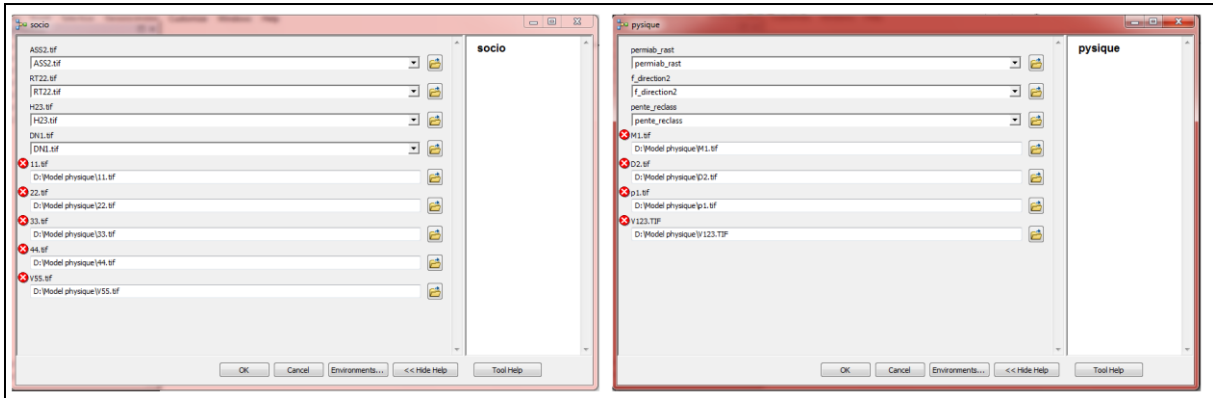 socio
ASS2.tif
ASS2.tif
RT22.tif
RT22.tif
H23.tif
H23.tif
DN1.tif
DN1.tif
11.tif
D:\Model physique\11.tif
22.tif
D:\Model physique\22.tif
33.tif
D:\Model physique\33.tif
44.tif
D:\Model physique\44.tif
V55.tif
D:\Model physique\V55.tif
socio
OK Cancel Environments... << Hide Help Tool Help
pysique
permiab_rast
permiab_rast
f_direction2
f_direction2
pente_reclass
pente_reclass
M1.tif
D:\Model physique\M1.tif
D2.tif
D:\Model physique\D2.tif
p1.tif
D:\Model physique\p1.tif
V123.TIF
D:\Model physique\V123.TIF
pysique
OK Cancel Environments... << Hide Help Tool Help